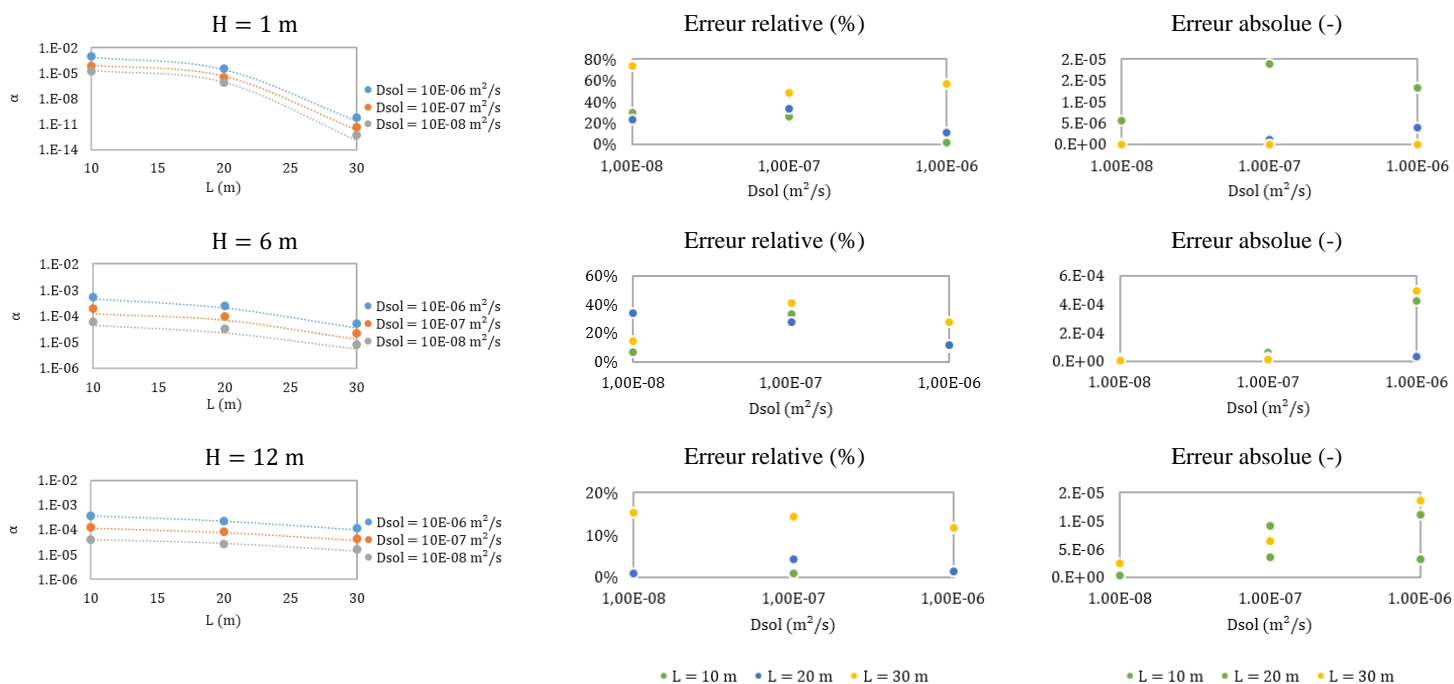 H = 1 m
1.E-02
1.E-05
1.E-08
1.E-11
1.E-14
α
10
15
20
25
30
L (m)
Dsol = 10E-06 m²/s
Dsol = 10E-07 m²/s
Dsol = 10E-08 m²/s
Erreur relative (%)
80%
60%
40%
20%
0%
1,00E-08
1,00E-07
1,00E-06
Dsol (m²/s)
Erreur absolue (-)
2.E-05
2.E-05
1.E-05
5.E-06
0.E+00
1.00E-08
1.00E-07
1.00E-06
Dsol (m²/s)
H = 6 m
1.E-02
1.E-03
1.E-04
1.E-05
1.E-06
α
10
15
20
25
30
L (m)
Dsol = 10E-06 m²/s
Dsol = 10E-07 m²/s
Dsol = 10E-08 m²/s
Erreur relative (%)
60%
40%
20%
0%
1,00E-08
1,00E-07
1,00E-06
Dsol (m²/s)
Erreur absolue (-)
6.E-04
4.E-04
2.E-04
0.E+00
1.00E-08
1.00E-07
1.00E-06
Dsol (m²/s)
H = 12 m
1.E-02
1.E-03
1.E-04
1.E-05
1.E-06
α
10
15
20
25
30
L (m)
Dsol = 10E-06 m²/s
Dsol = 10E-07 m²/s
Dsol = 10E-08 m²/s
Erreur relative (%)
20%
10%
0%
1,00E-08
1,00E-07
1,00E-06
Dsol (m²/s)
Erreur absolue (-)
2.E-05
1.E-05
5.E-06
0.E+00
1.00E-08
1.00E-07
1.00E-06
Dsol (m²/s)
L = 10 m L = 20 m L = 30 m
L = 10 m L = 20 m L = 30 m